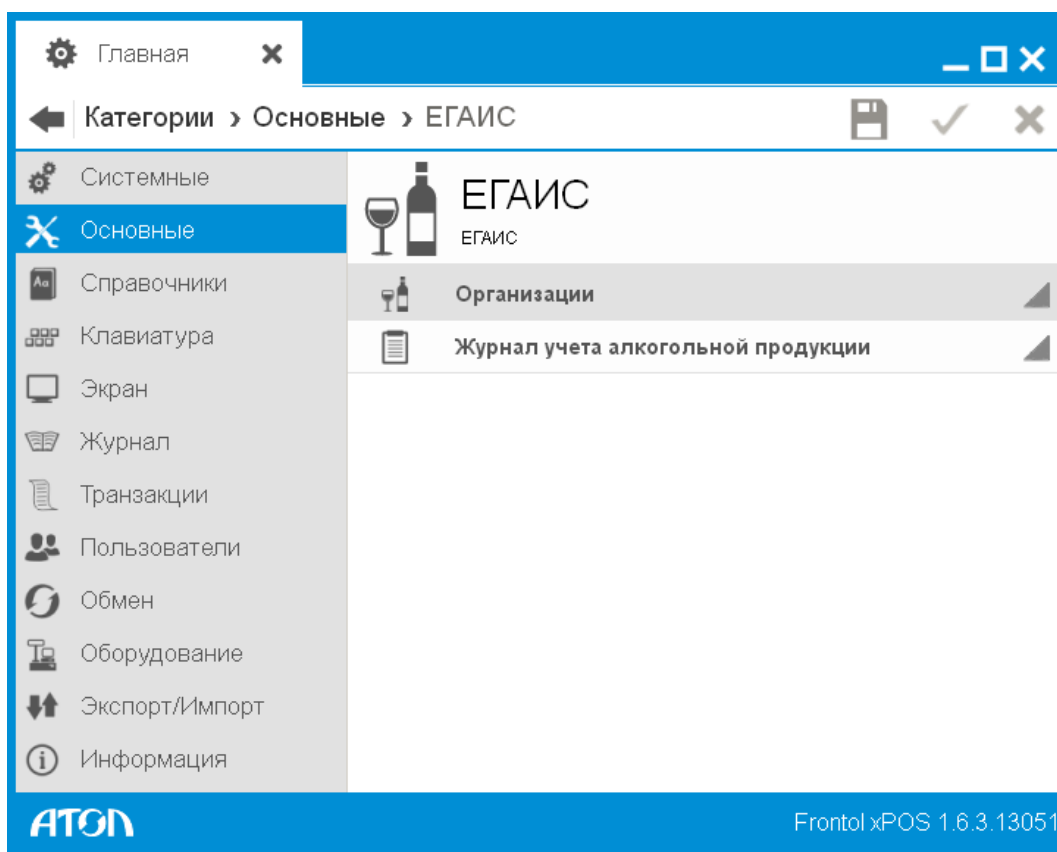 Главная
Категории › Основные › ЕГАИС
Системные
Основные
Справочники
Клавиатура
Экран
Журнал
Транзакции
Пользователи
Обмен
Оборудование
Экспорт/Импорт
Информация
ЕГАИС
ЕГАИС
Организации
Журнал учета алкогольной продукции
АТОЛ
Frontol xPOS 1.6.3.13051